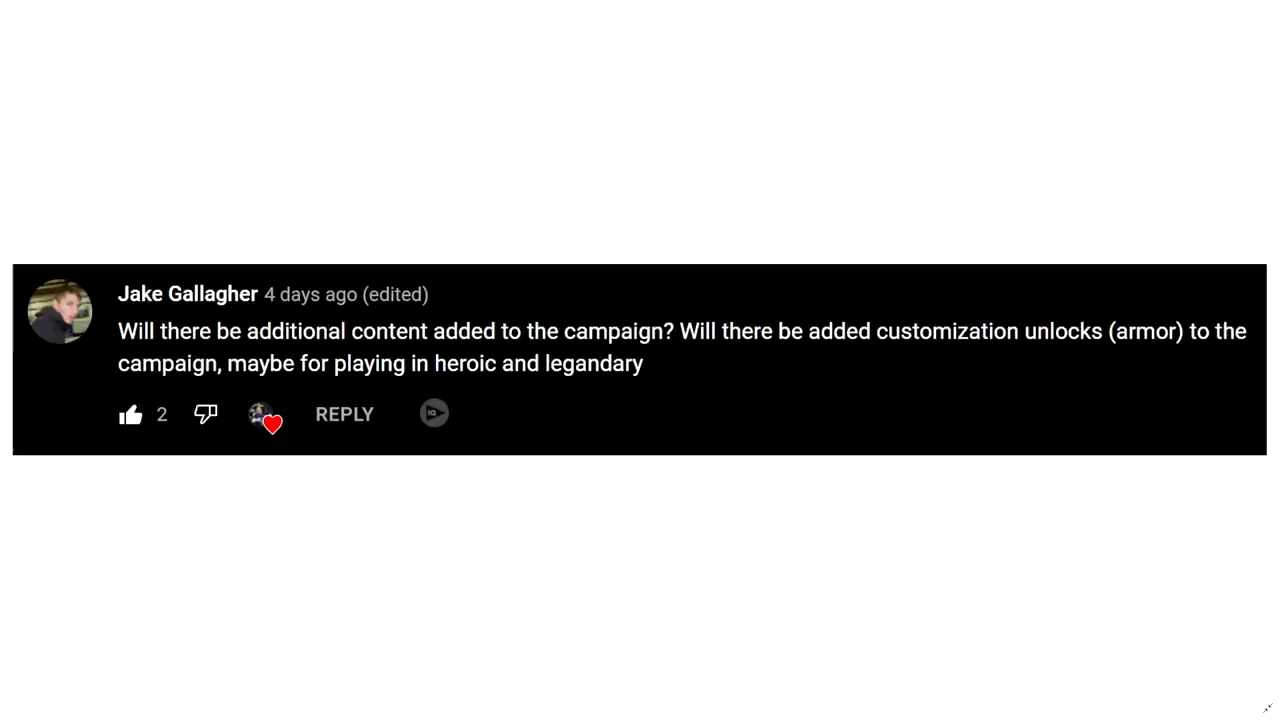 Jake Gallagher 4 days ago (edited)
Will there be additional content added to the campaign? Will there be added customization unlocks (armor) to the
campaign, maybe for playing in heroic and legandary
2 REPLY IQ